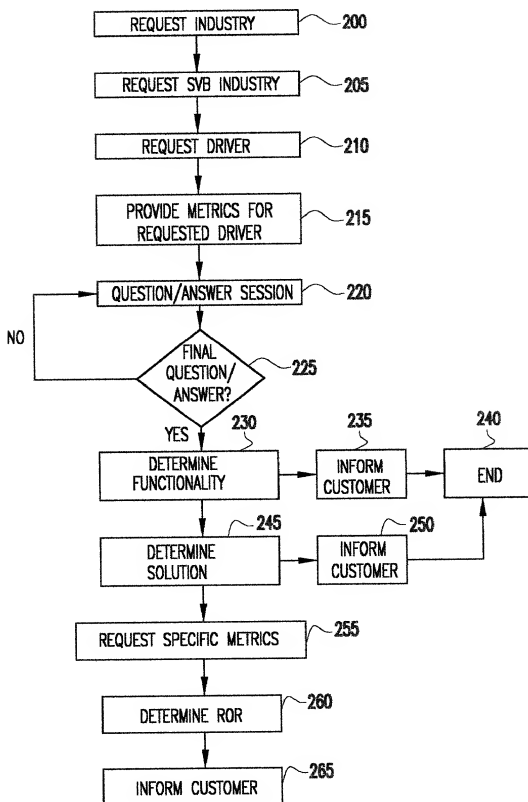 REQUEST INDUSTRY
200
REQUEST SVB INDUSTRY
205
REQUEST DRIVER
210
PROVIDE METRICS FOR
REQUESTED DRIVER
215
QUESTION/ANSWER SESSION
220
NO
FINAL
QUESTION/
ANSWER?
225
YES
230
235
240
DETERMINE
FUNCTIONALITY
INFORM
CUSTOMER
END
245
250
DETERMINE
SOLUTION
INFORM
CUSTOMER
REQUEST SPECIFIC METRICS
255
DETERMINE ROR
260
INFORM CUSTOMER
265